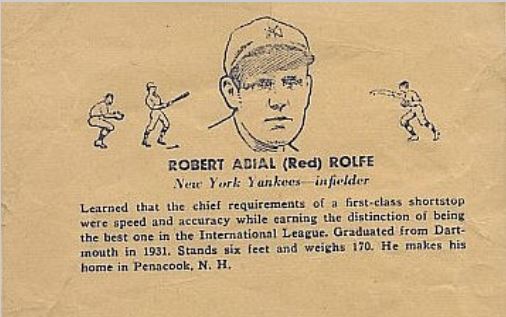 NY
ROBERT ABIAL (Red) ROLFE
New York Yankees—infielder
Learned that the chief requirements of a first-class shortstop
were speed and accuracy while earning the distinction of being
the best one in the International League. Graduated from Dart-
mouth in 1931. Stands six feet and weighs 170. He makes his
home in Penacook, N. H.